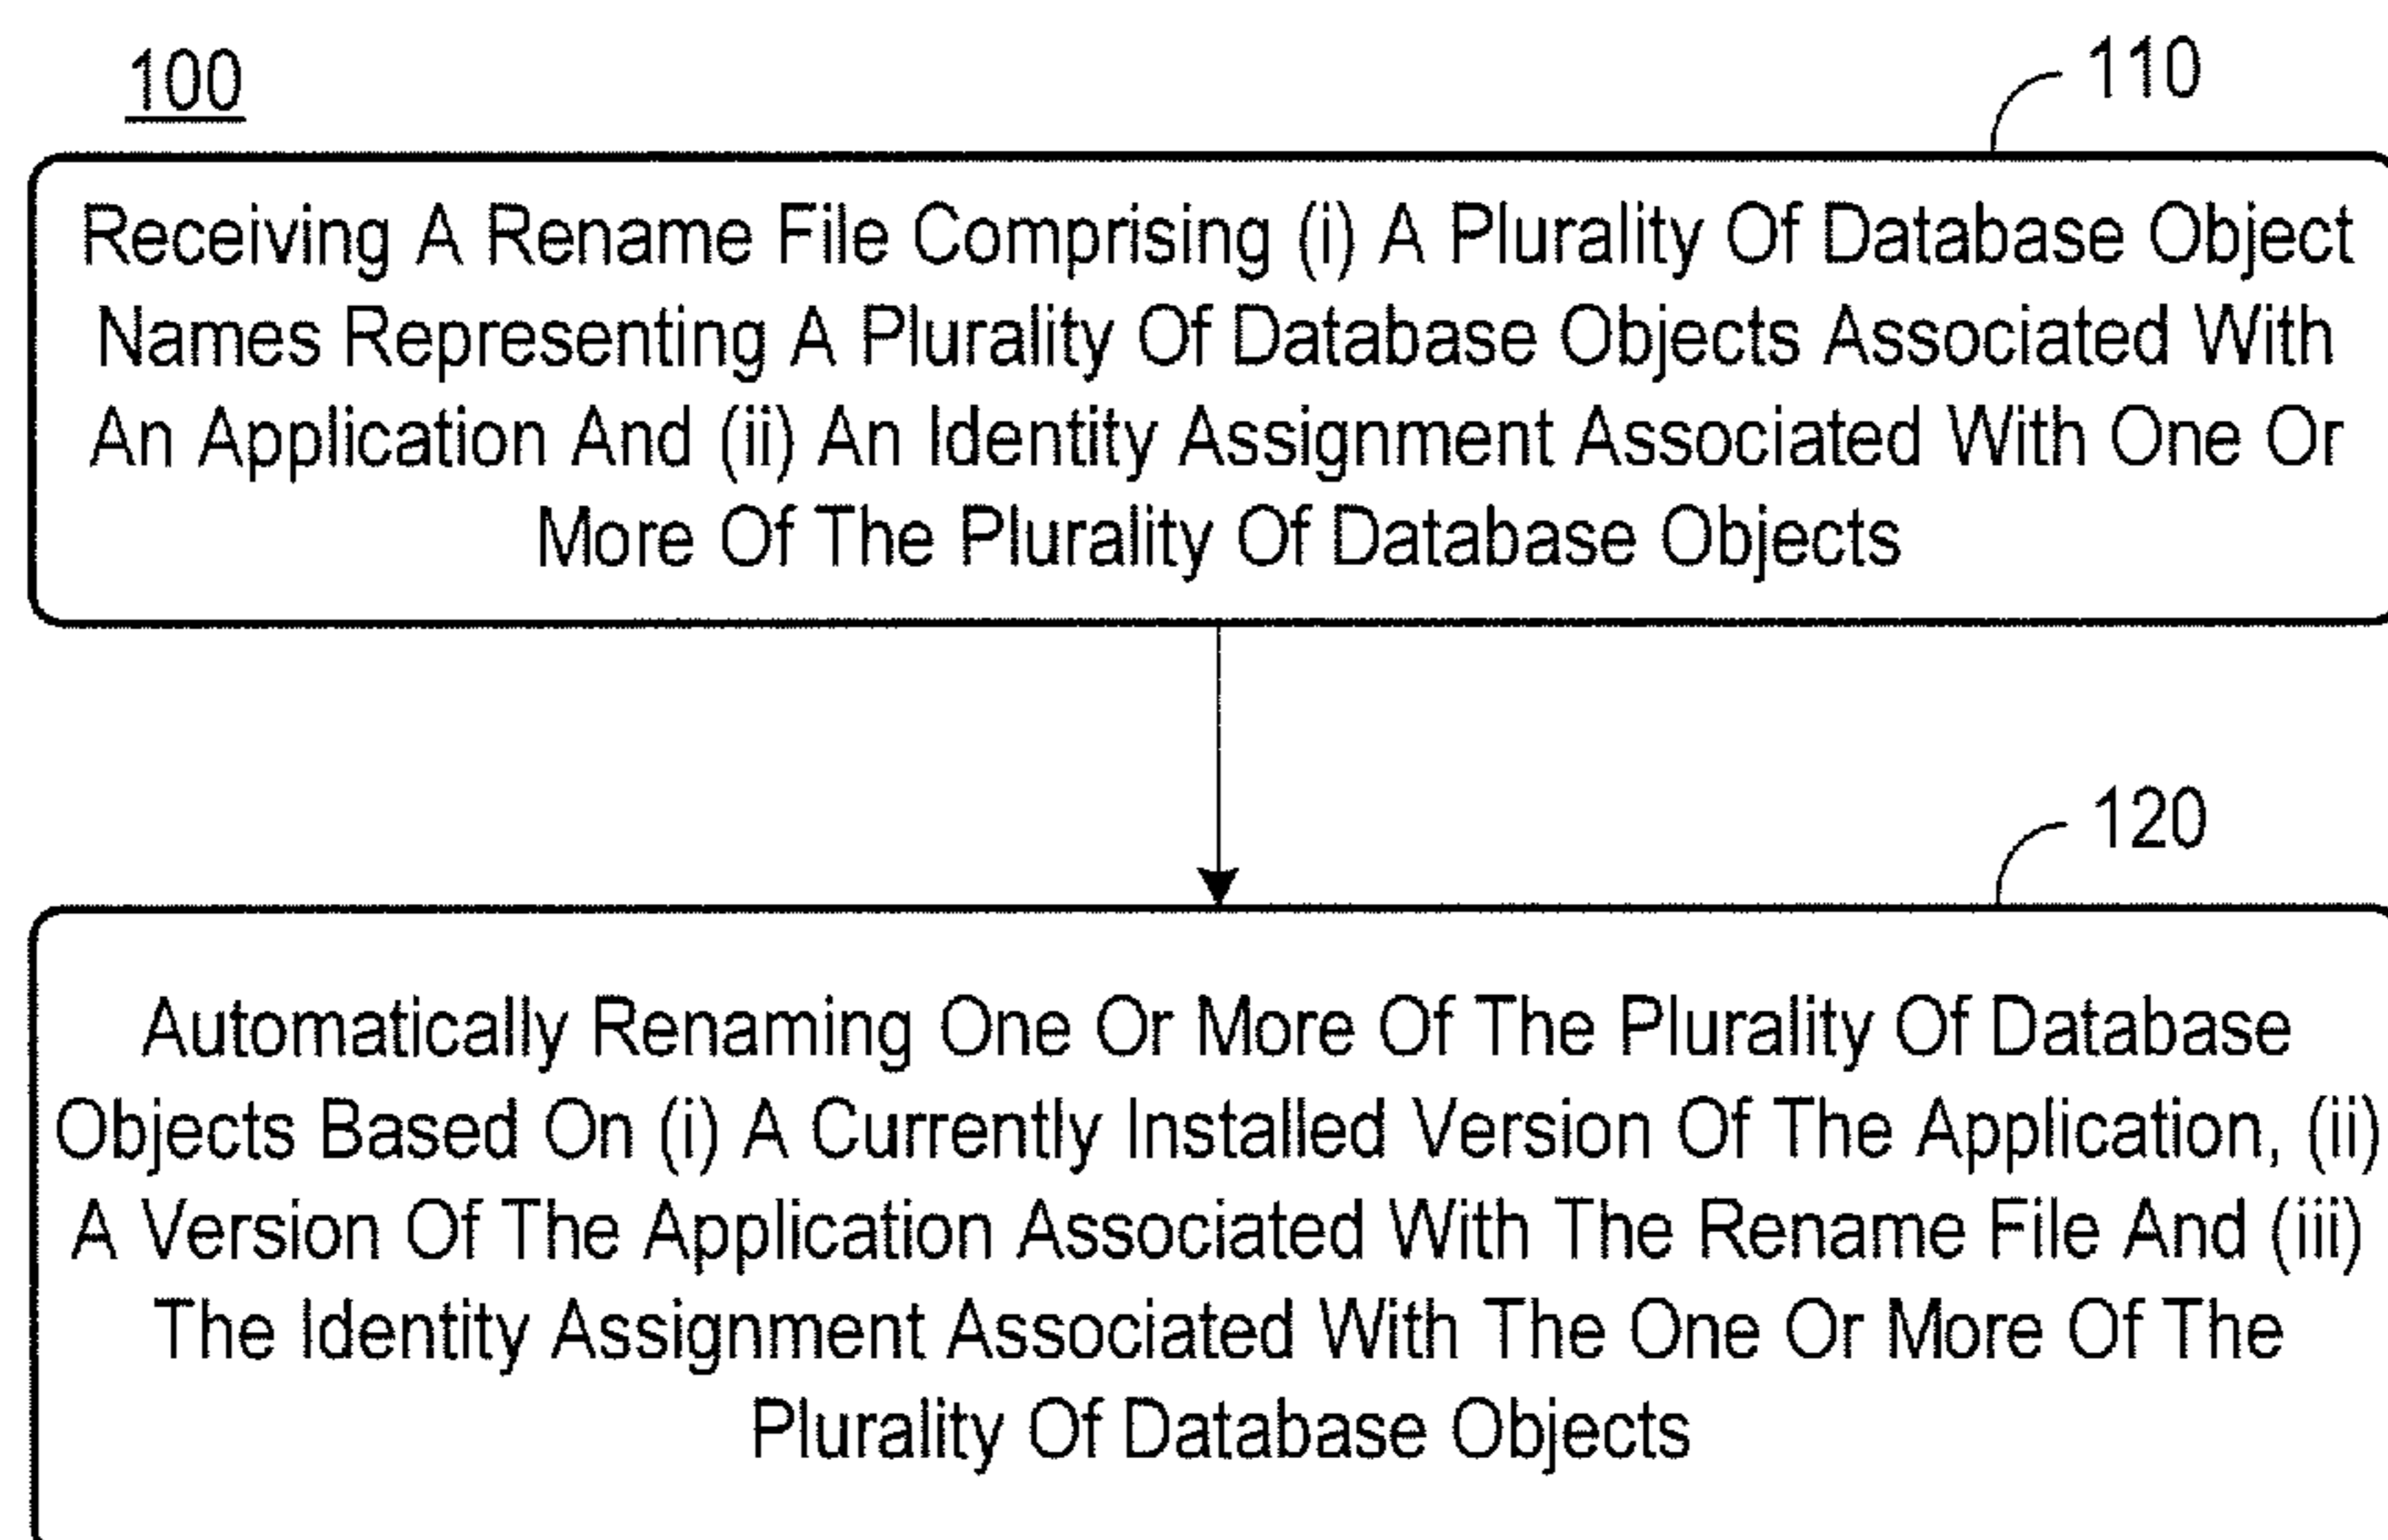 100
110
Receiving A Rename File Comprising (i) A Plurality Of Database Object
Names Representing A Plurality Of Database Objects Associated With
An Application And (ii) An Identity Assignment Associated With One Or
More Of The Plurality Of Database Objects
120
Automatically Renaming One Or More Of The Plurality Of Database
Objects Based On (i) A Currently Installed Version Of The Application, (ii)
A Version Of The Application Associated With The Rename File And (iii)
The Identity Assignment Associated With The One Or More Of The
Plurality Of Database Objects